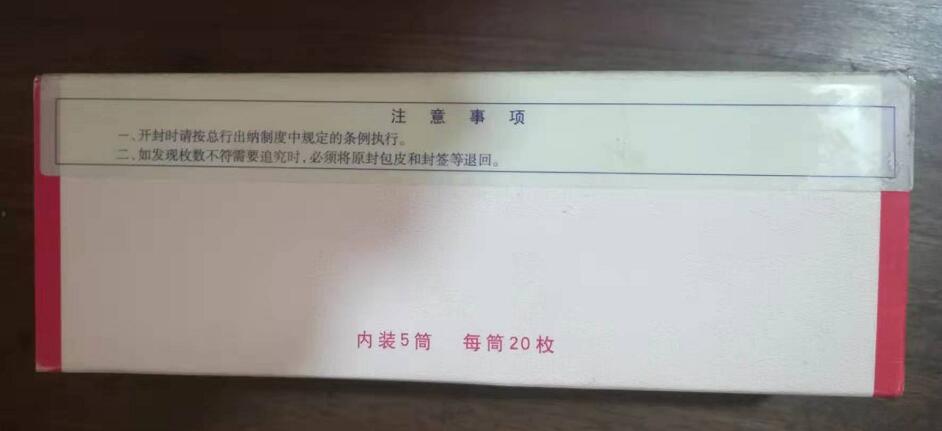 注意事项
一、开封时请按总行出纳制度中规定的条例执行。
二、如发现枚数不符需要追究时，必须将原封包皮和封签等退回。
内装5筒 每筒20枚